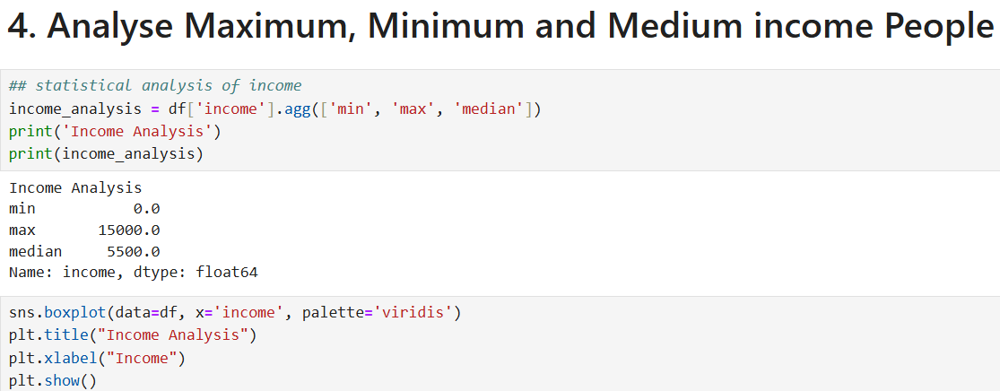 4. Analyse Maximum, Minimum and Medium income People
## statistical analysis of income
income_analysis = df['income'].agg(['min', 'max', 'median'])
print('Income Analysis')
print(income_analysis)
Income Analysis
min           0.0
max       15000.0
median     5500.0
Name: income, dtype: float64
sns.boxplot(data=df, x='income', palette='viridis')
plt.title("Income Analysis")
plt.xlabel("Income")
plt.show()